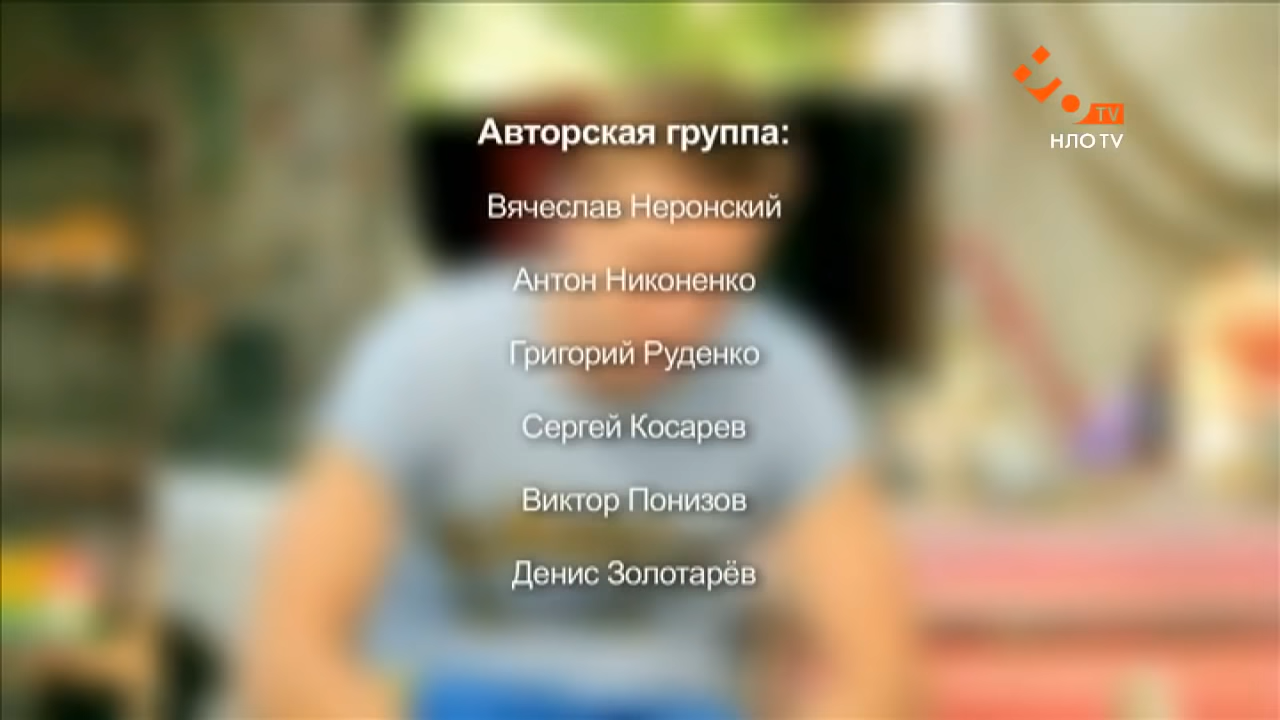 Авторская группа:
Вячеслав Неронский
Антон Никоненко
Григорий Руденко
Сергей Косарев
Виктор Понизов
Денис Золотарёв
TV
НЛО TV